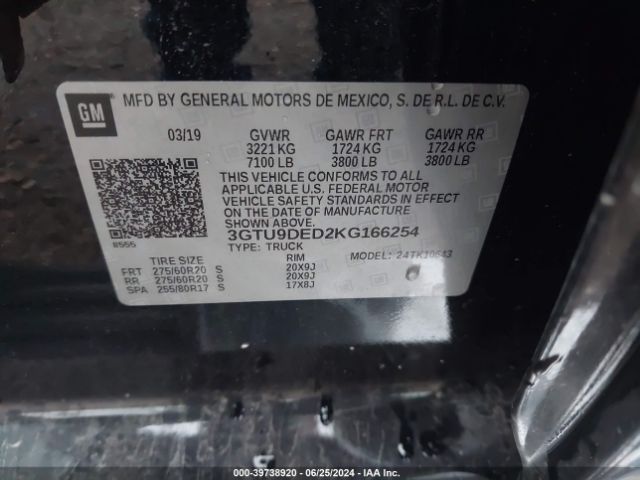 GM
MFD BY GENERAL MOTORS DE MEXICO, S. DE R.L. DE C.V.
03/19 GVWR GAWR FRT GAWR RR
3221 KG 1724 KG 1724 KG
7100 LB 3800 LB 3800 LB
THIS VEHICLE CONFORMS TO ALL
APPLICABLE U.S. FEDERAL MOTOR
VEHICLE SAFETY STANDARDS IN EFFECT
ON THE DATE OF MANUFACTURE
SHOWN ABOVE.
3GTU9DED2KG166254
TYPE: TRUCK MODEL: 24TK10543
8555
TIRE SIZE RIM
FRT 275/60R20 S 20X9J
RR 275/60R20 S 20X9J
SPA 255/80R17 S 17X8J
000-39738920 / 06/25/2024 / IAA Inc.